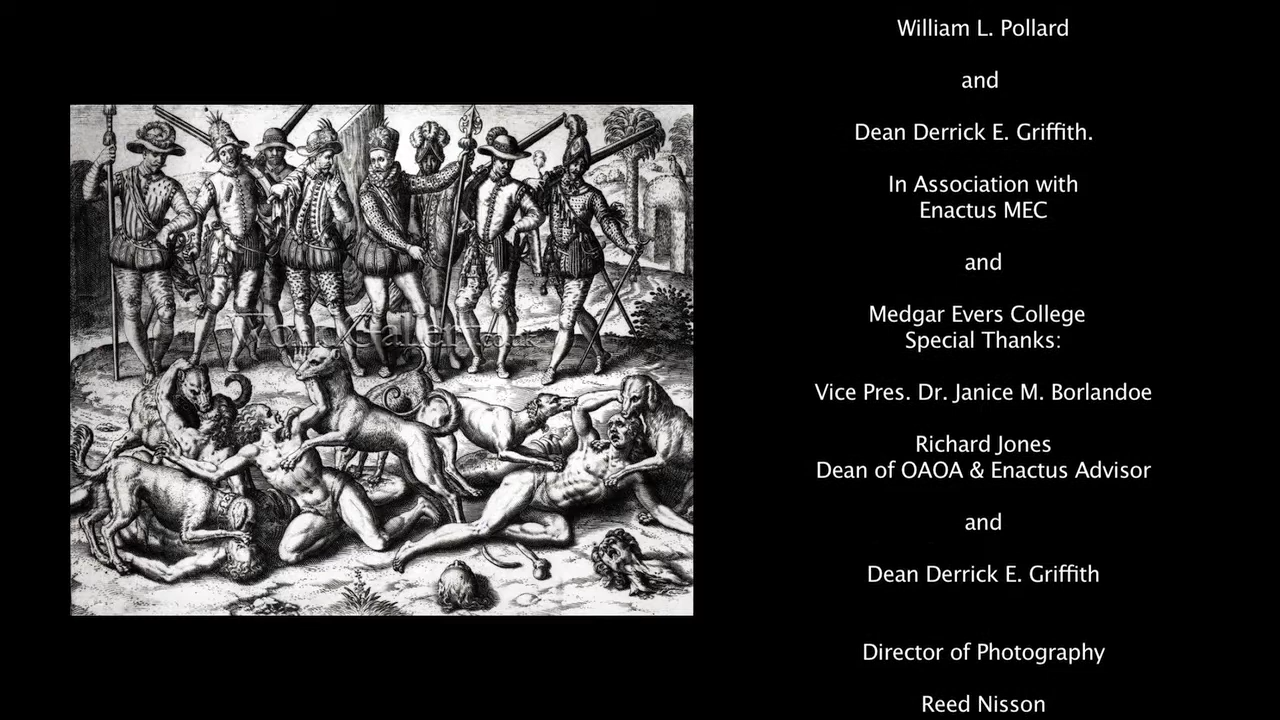 William L. Pollard
and
Dean Derrick E. Griffith.
In Association with
Enactus MEC
and
Medgar Evers College
Special Thanks:
Vice Pres. Dr. Janice M. Borlandoe
Richard Jones
Dean of OAOA & Enactus Advisor
and
Dean Derrick E. Griffith
Director of Photography
Reed Nisson